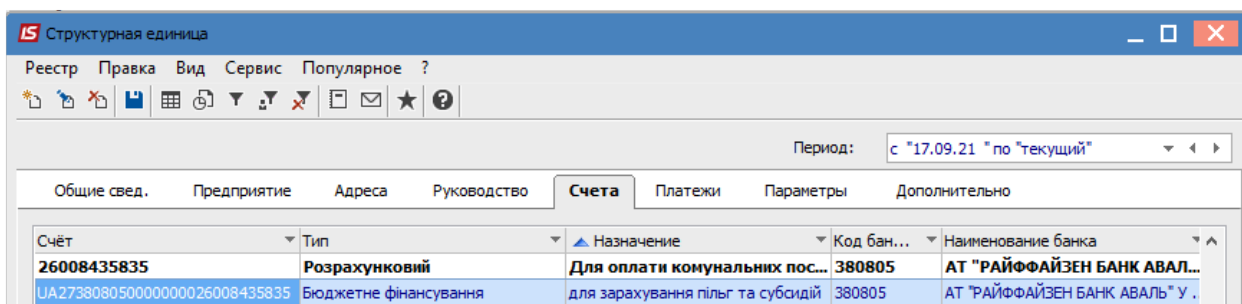 IS Структурная единица
Реестр Правка Вид Сервис Популярное ?
Период: с "17.09.21 " по "текущий"
Общие свед. Предприятие Адреса Руководство Счета Платежи Параметры Дополнительно
Счёт Тип Назначение Код бан... Наименование банка
26008435835 Розрахунковий Для оплати комунальних пос... 380805 АТ "РАЙФФАЙЗЕН БАНК АВАЛ...
UA273808050000000026008435835 Бюджетне фінансування для зарахування пільг та субсидій 380805 АТ "РАЙФФАЙЗЕН БАНК АВАЛЬ" У .